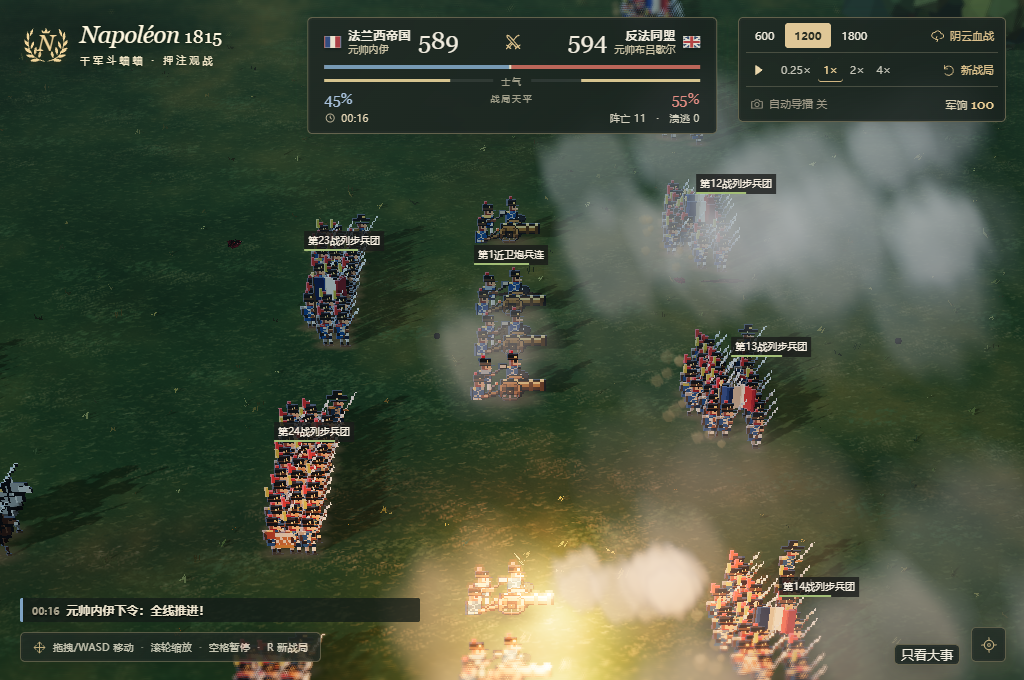 Napoléon 1815
千军斗蛐蛐 · 押注观战
法兰西帝国
元帅内伊
589
594
反法同盟
元帅布吕歇尔
士气
45%
战局天平
55%
00:16
阵亡 11 · 溃逃 0
600 1200 1800 阴云血战
0.25× 1× 2× 4× 新战局
自动导播 关 军饷 100
第12战列步兵团
第23战列步兵团
第1近卫炮兵连
第13战列步兵团
第24战列步兵团
第14战列步兵团
00:16 元帅内伊下令：全线推进！
拖拽/WASD 移动 · 滚轮缩放 · 空格暂停 · R 新战局
只看大事